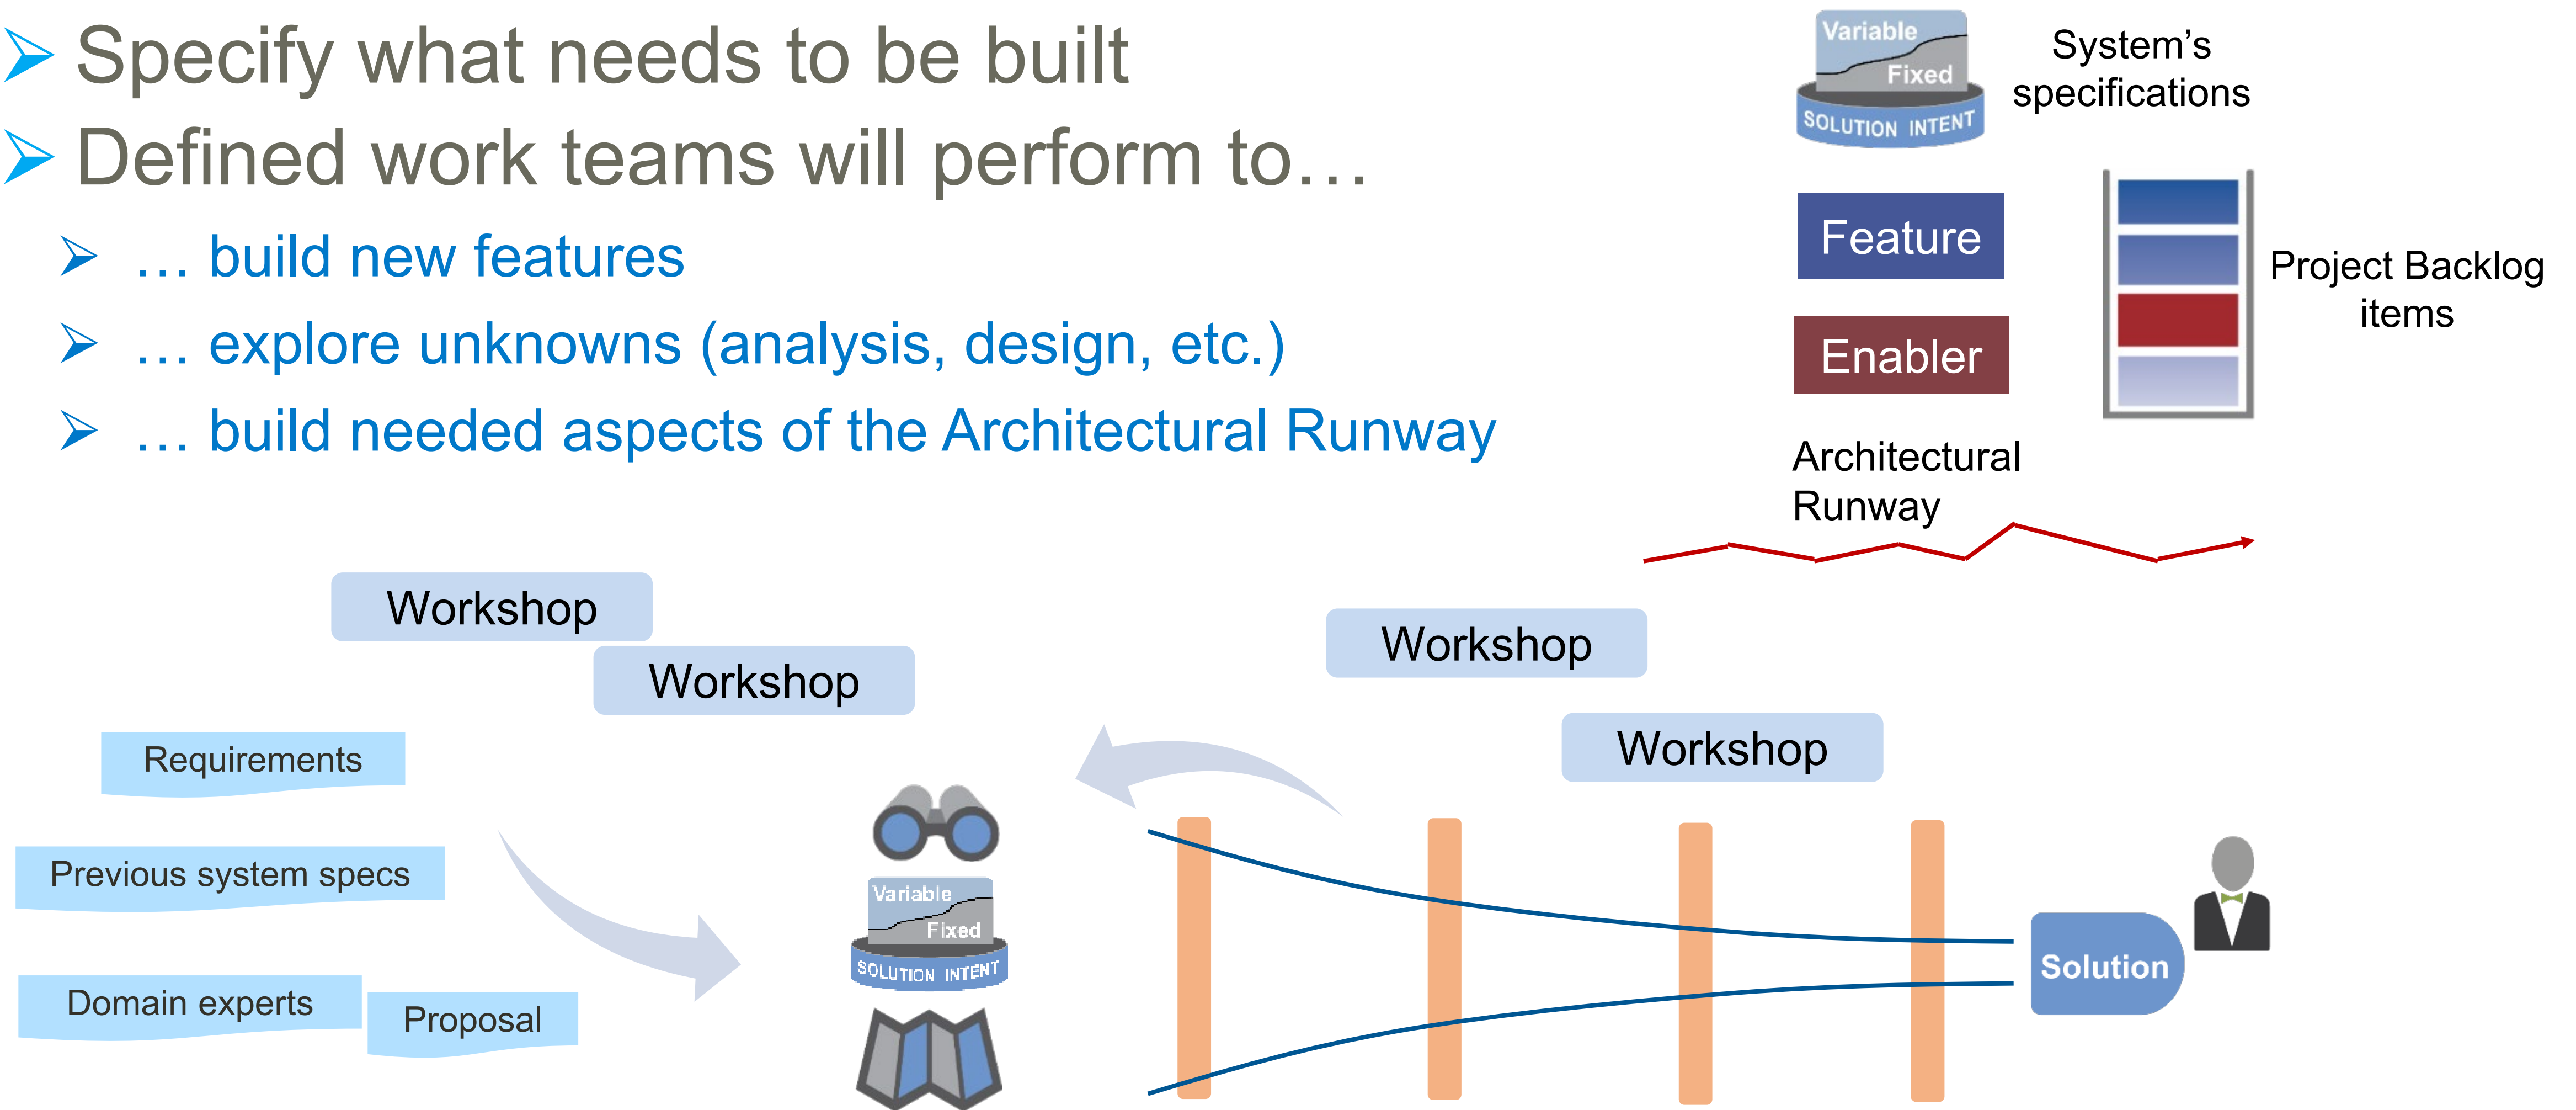 Specify what needs to be built
Defined work teams will perform to…
… build new features
… explore unknowns (analysis, design, etc.)
… build needed aspects of the Architectural Runway
Variable
Fixed
SOLUTION INTENT
System’s
specifications
Feature
Enabler
Project Backlog
items
Architectural
Runway
Workshop
Workshop
Workshop
Workshop
Requirements
Previous system specs
Domain experts
Proposal
Variable
Fixed
SOLUTION INTENT
Solution